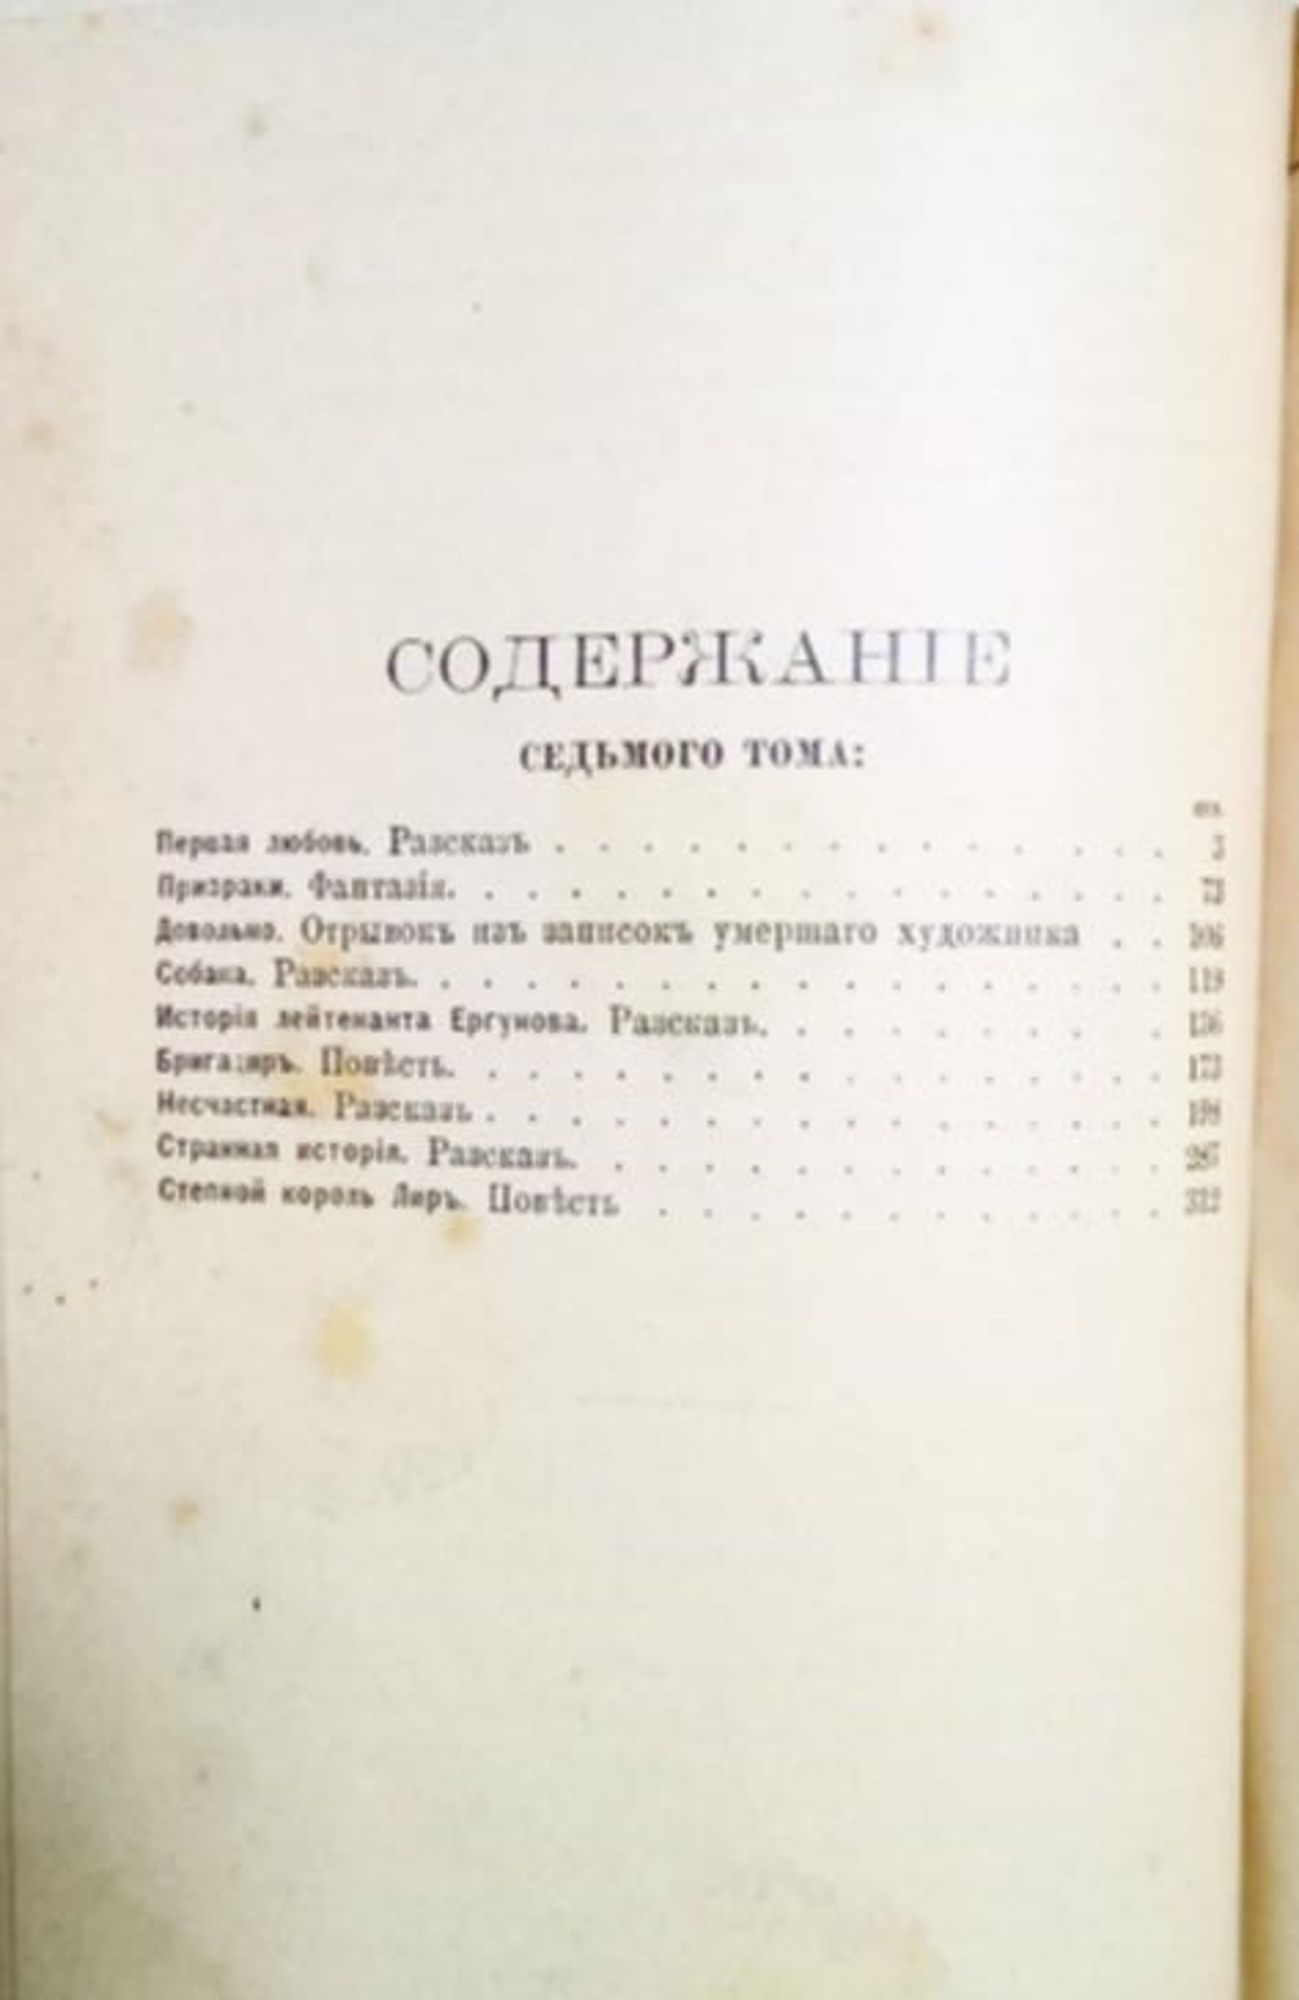 СОДЕРЖАНІЕ
СЕДЬМОГО ТОМА:
Первая любовь. Разсказъ . . . . . . . . . . . . . . 3
Призраки. Фантазія. . . . . . . . . . . . . . . . . 73
Довольно. Отрывокъ изъ записокъ умершаго художника . . 106
Собака. Разсказъ. . . . . . . . . . . . . . . . . . 119
Исторія лейтенанта Ергунова. Разсказъ. . . . . . . . . 136
Бригадиръ. Повѣсть. . . . . . . . . . . . . . . . . 173
Несчастная. Разсказъ . . . . . . . . . . . . . . . . 198
Странная исторія. Разсказъ. . . . . . . . . . . . . . 287
Степной король Лиръ. Повѣсть . . . . . . . . . . . . 312